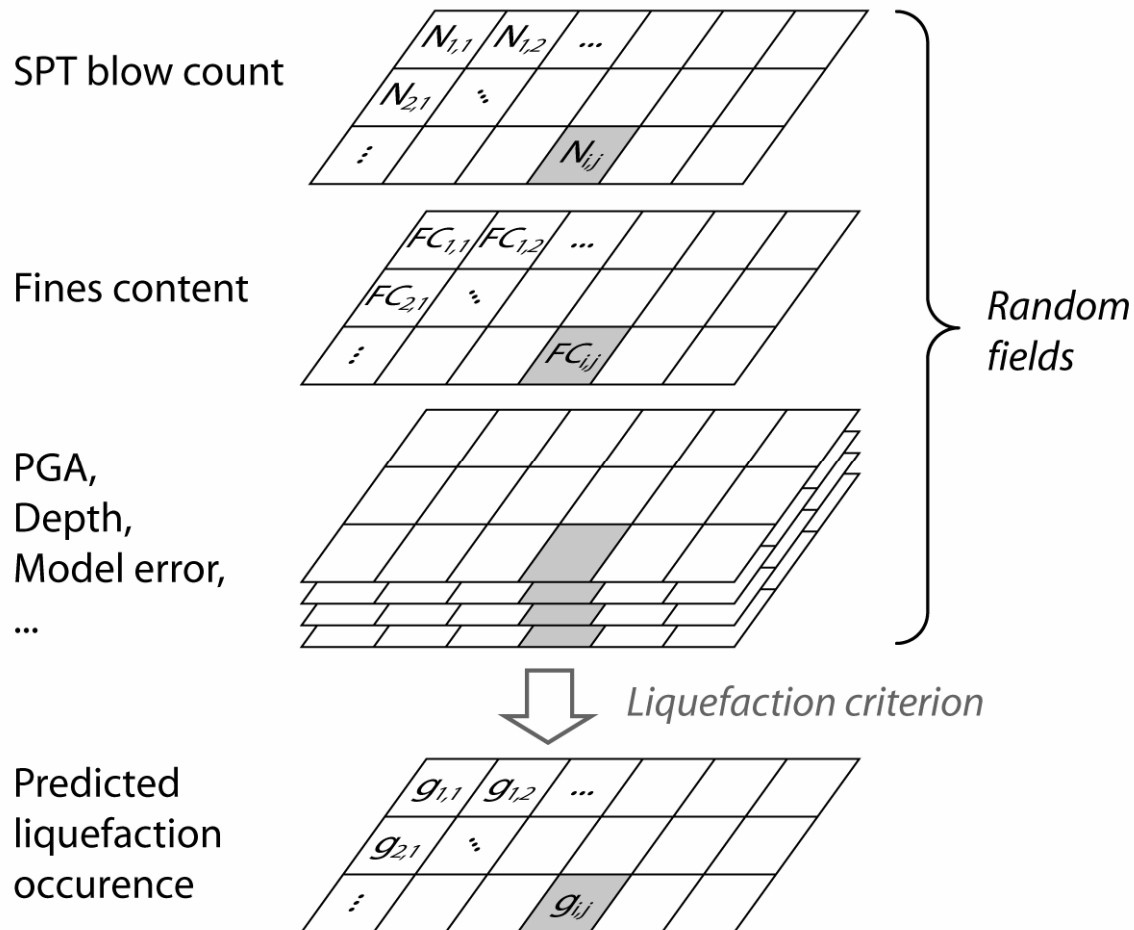 SPT blow count
N1,1 N1,2 ...
N2,1 ...
... Ni,j
Fines content
FC1,1 FC1,2 ...
FC2,1 ...
... FCi,j
Random
fields
PGA,
Depth,
Model error,
...
Liquefaction criterion
Predicted
liquefaction
occurence
g1,1 g1,2 ...
g2,1 ...
... gi,j